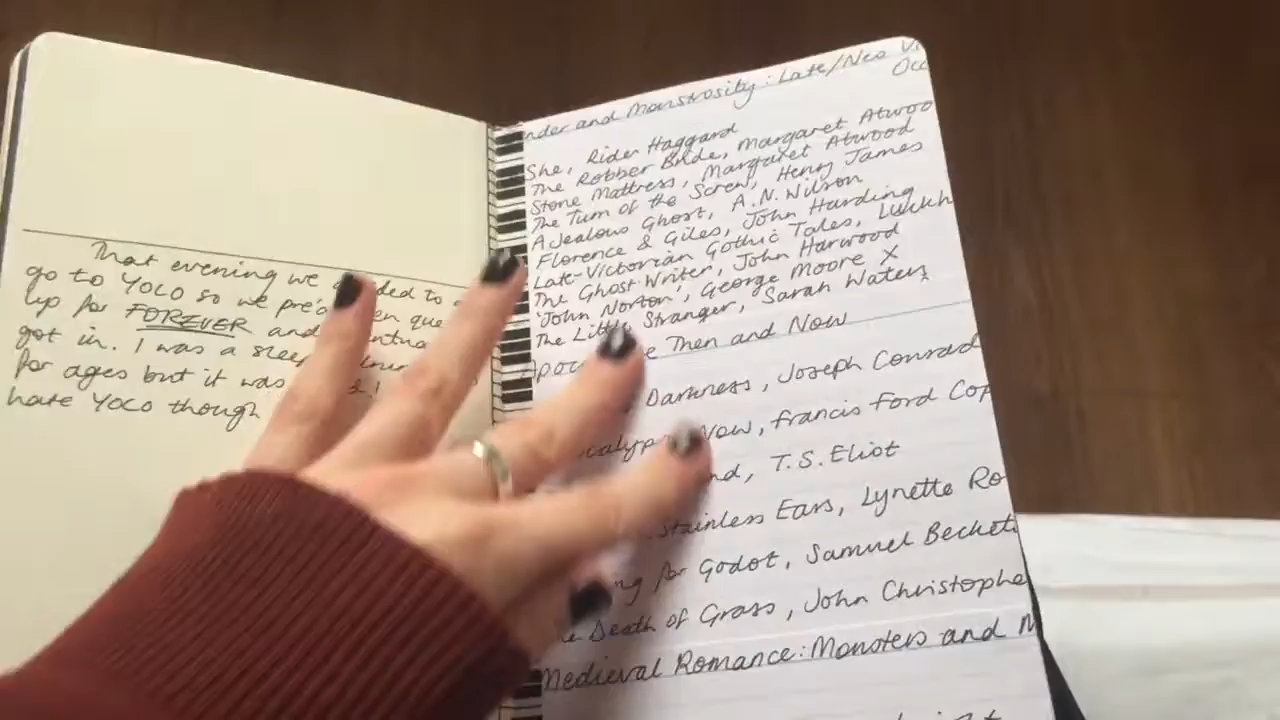 That evening we to
go to YOLO so we
up for FOREVER and
got in. I was a
for ages but it was
hate YOLO though
and Monstrosity: Late/Neo
She, Rider Haggard
The Robber Bride, Margaret Atwoo
Stone Mattress, Margaret Atwood
The Turn of the Screw, Henry James
A Jealous Ghost, A.N. Wilson
Florence & Giles, John Harding
Late-Victorian Gothic Tales, Luckh
The Ghost Writer, John Harwood
'John Norton', George Moore X
The Little Stranger, Sarah Waters
Then and Now
Darkness, Joseph Conrad
Now, Francis Ford Cop
T.S. Eliot
Stainless Ears, Lynette Ro
for Godot, Samuel Beckett
The Death of Grass, John Christophe
Medieval Romance: Monsters and M